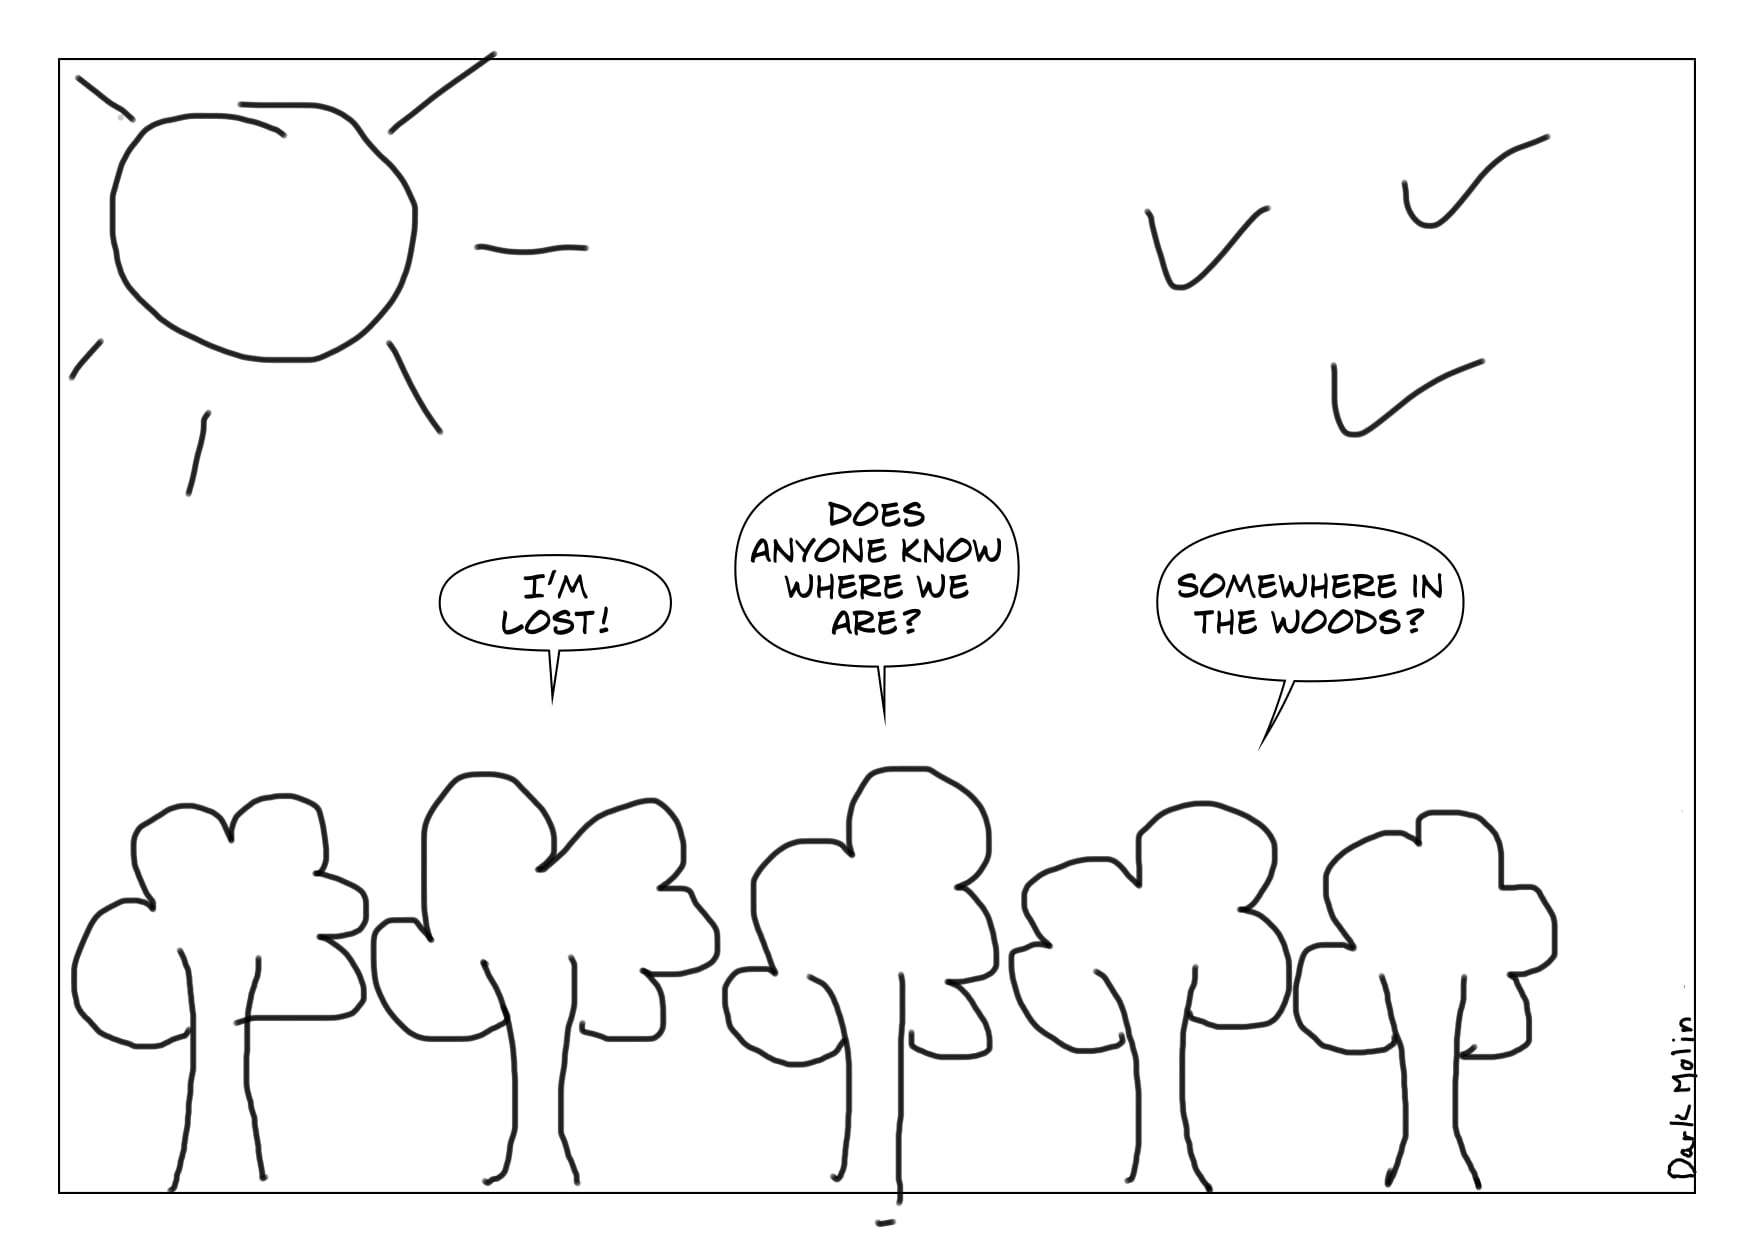 I'M
LOST!
DOES
ANYONE KNOW
WHERE WE
ARE?
SOMEWHERE IN
THE WOODS?
Dark Molin